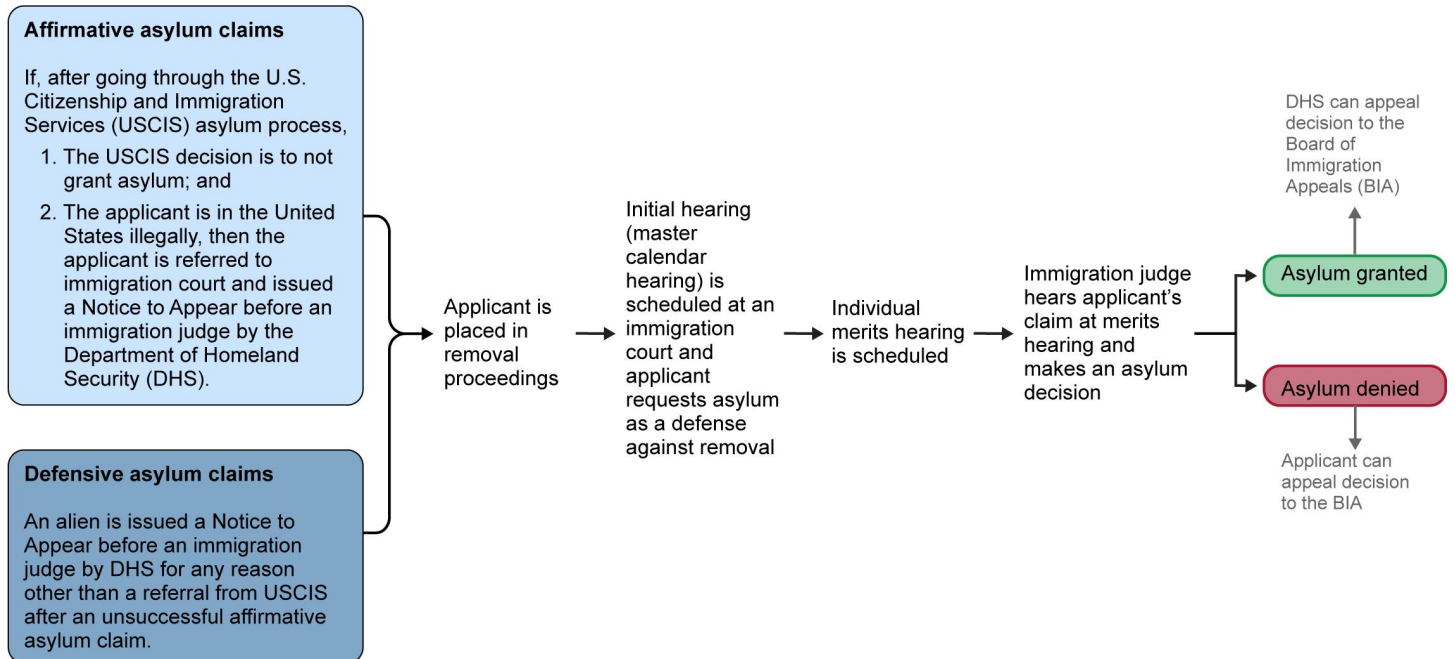 Affirmative asylum claims
If, after going through the U.S.
Citizenship and Immigration
Services (USCIS) asylum process,
1. The USCIS decision is to not
grant asylum; and
2. The applicant is in the United
States illegally, then the
applicant is referred to
immigration court and issued
a Notice to Appear before an
immigration judge by the
Department of Homeland
Security (DHS).
Defensive asylum claims
An alien is issued a Notice to
Appear before an immigration
judge by DHS for any reason
other than a referral from USCIS
after an unsuccessful affirmative
asylum claim.
Applicant is
placed in
removal
proceedings
Initial hearing
(master
calendar
hearing) is
scheduled at an
immigration
court and
applicant
requests asylum
as a defense
against removal
Individual
merits hearing
is scheduled
Immigration judge
hears applicant’s
claim at merits
hearing and
makes an asylum
decision
DHS can appeal
decision to the
Board of
Immigration
Appeals (BIA)
Asylum granted
Asylum denied
Applicant can
appeal decision
to the BIA